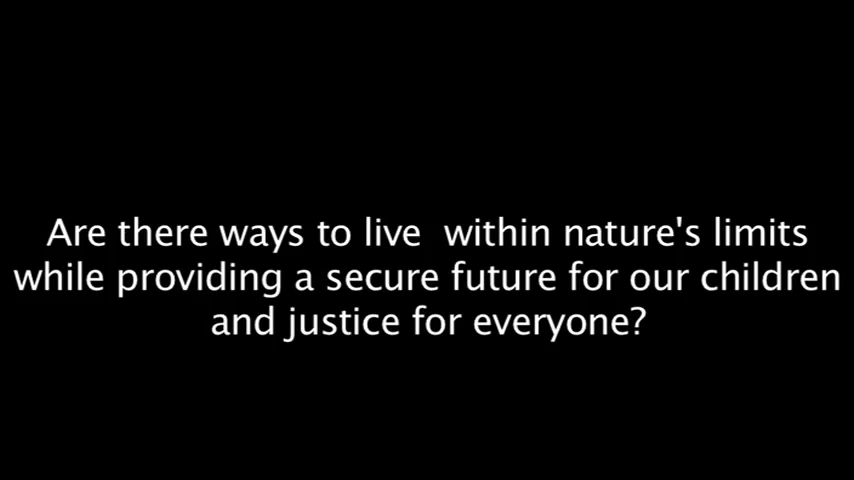 Are there ways to live  within nature's limits
while providing a secure future for our children
and justice for everyone?